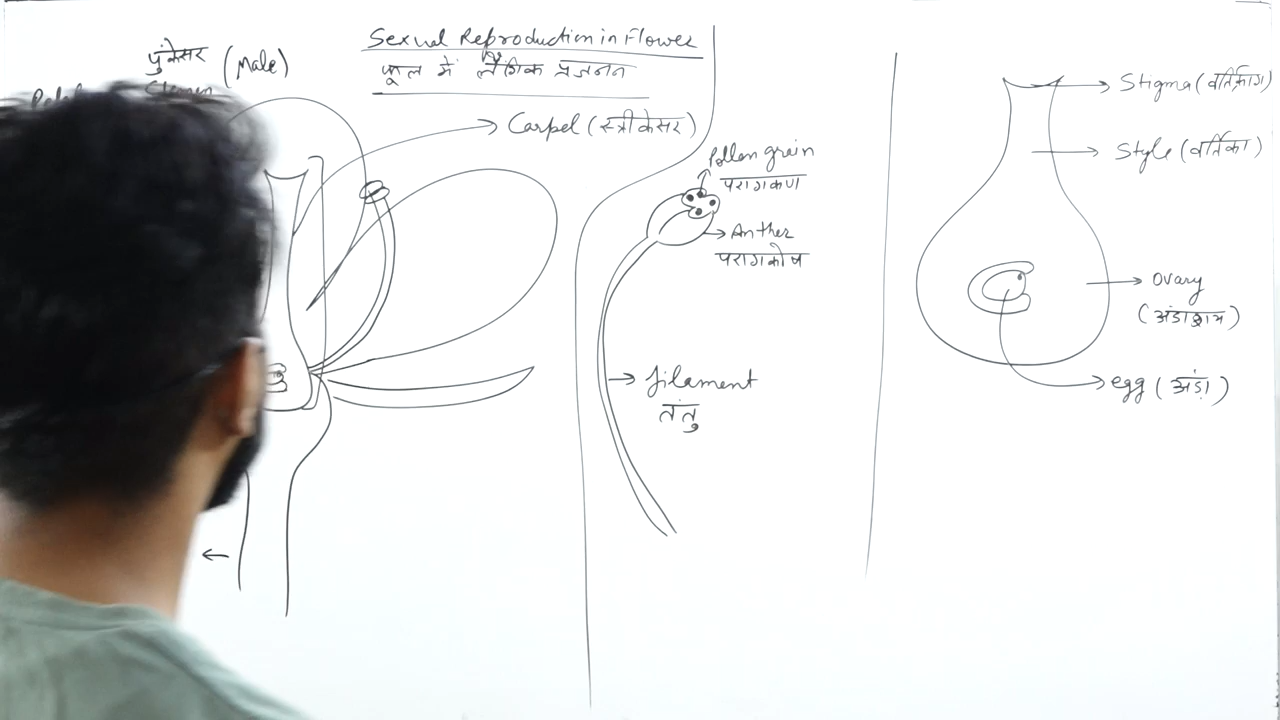 Sexual Reproduction in Flower
फूल में लैंगिक प्रजनन
पुंकेसर (Male)
Carpel (स्त्रीकेसर)
Pollen grain
परागकण
Anther
परागकोष
filament
तंतु
Stigma (वर्तिकाग्र)
Style (वर्तिका)
Ovary
(अंडाशय)
egg (अंडा)